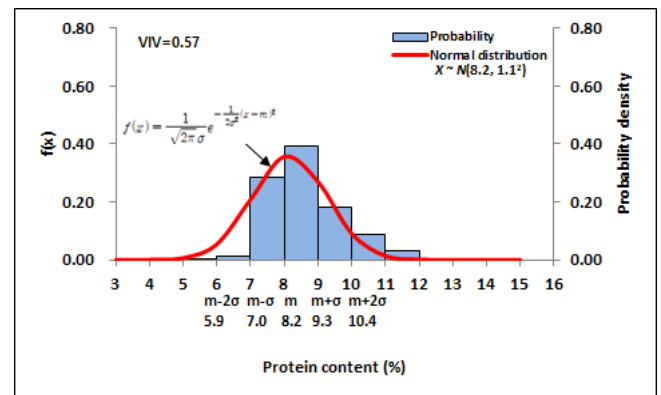 VIV=0.57
Probability
Normal distribution
X ~ N(8.2, 1.1²)
f(x) = 1/(√2π σ) e^(-1/(2σ²)(x-m)²)
f(x)
0.80
0.60
0.40
0.20
0.00
Probability density
0.80
0.60
0.40
0.20
0.00
3 4 5 6 7 8 9 10 11 12 13 14 15 16
m-2σ m-σ m m+σ m+2σ
5.9 7.0 8.2 9.3 10.4
Protein content (%)